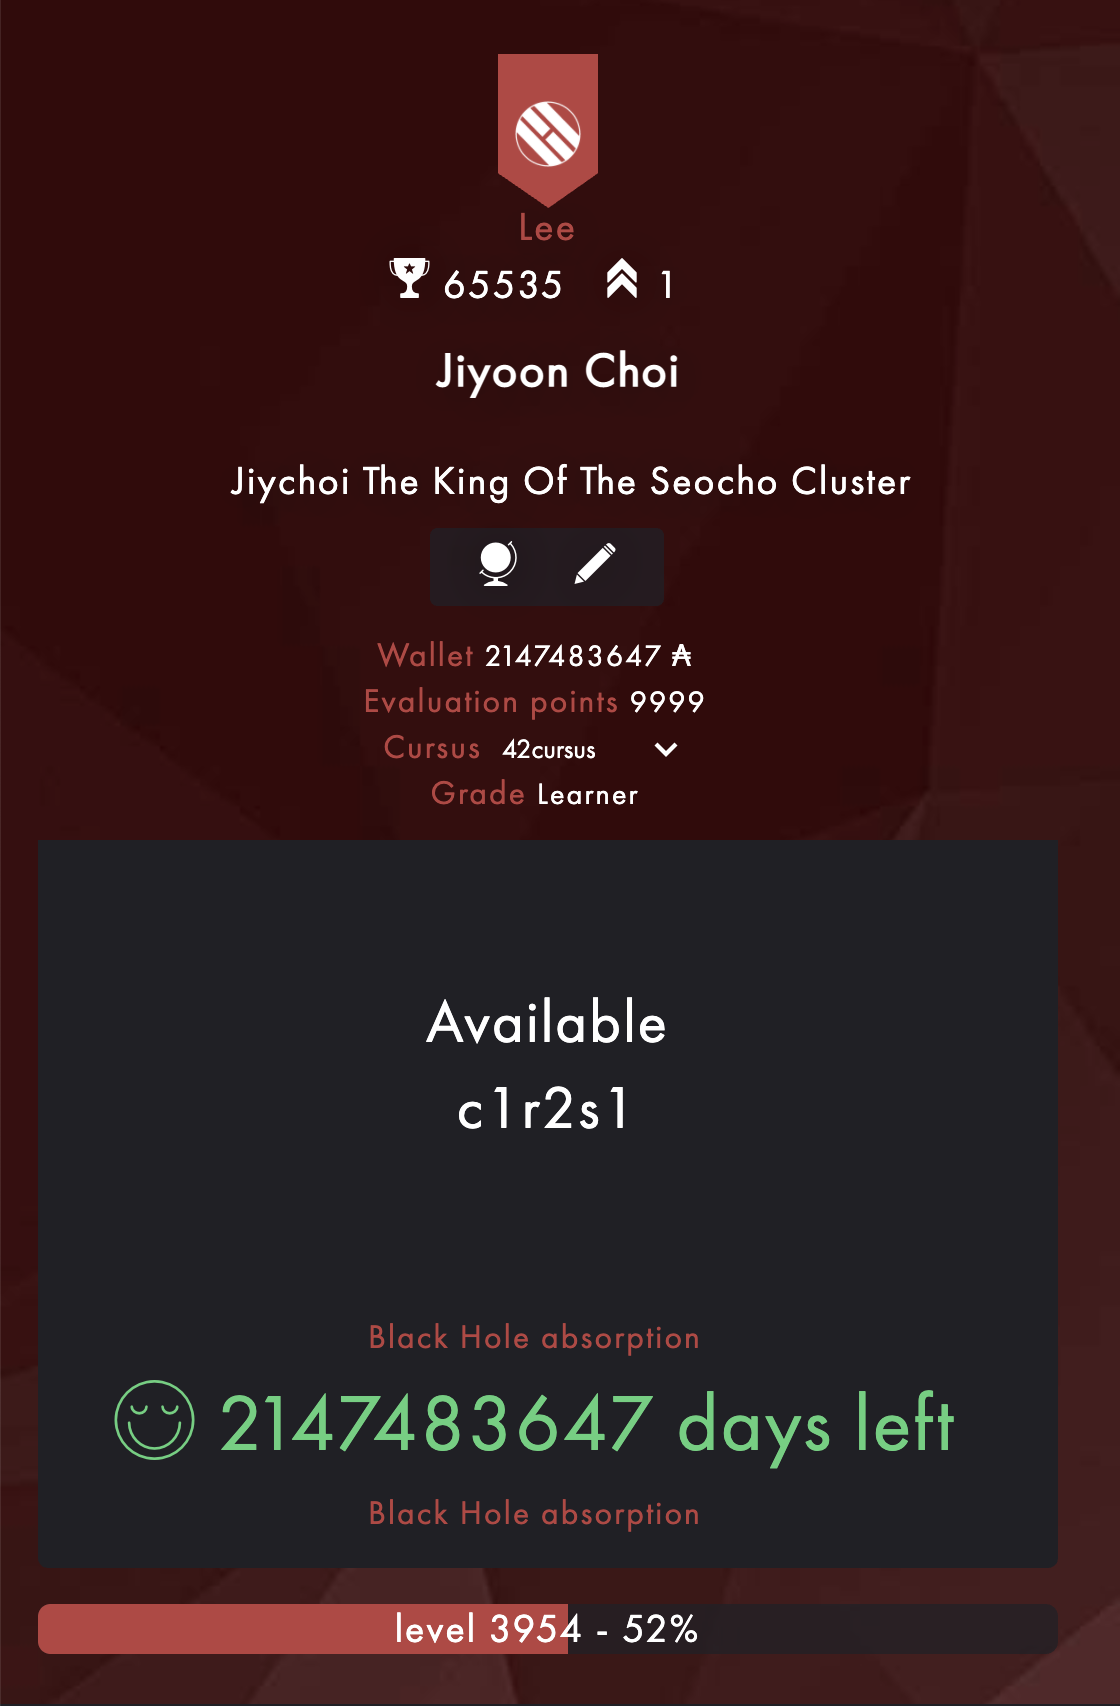 Lee
65535 1
Jiyoon Choi
Jiychoi The King Of The Seocho Cluster
Wallet 2147483647 ₳
Evaluation points 9999
Cursus 42cursus
Grade Learner
Available
c1r2s1
Black Hole absorption
2147483647 days left
Black Hole absorption
level 3954 - 52%